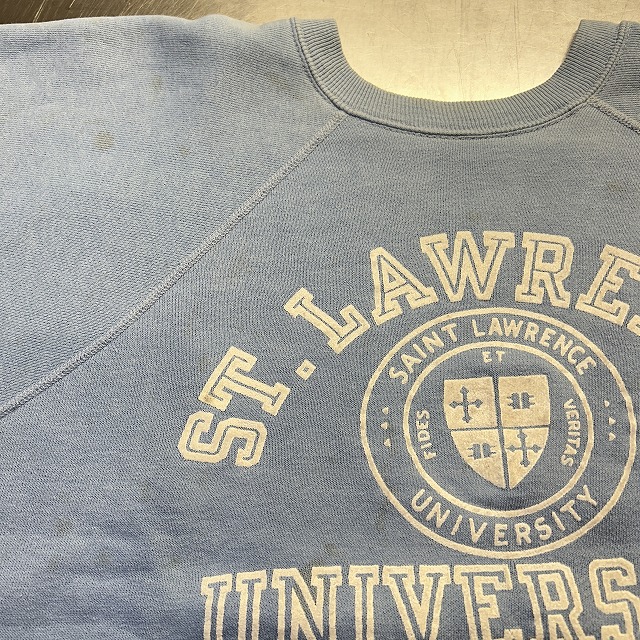 ST. LAWRE
SAINT LAWRENCE
ET
FIDES
VERITAS
UNIVERSITY
UNIVERS